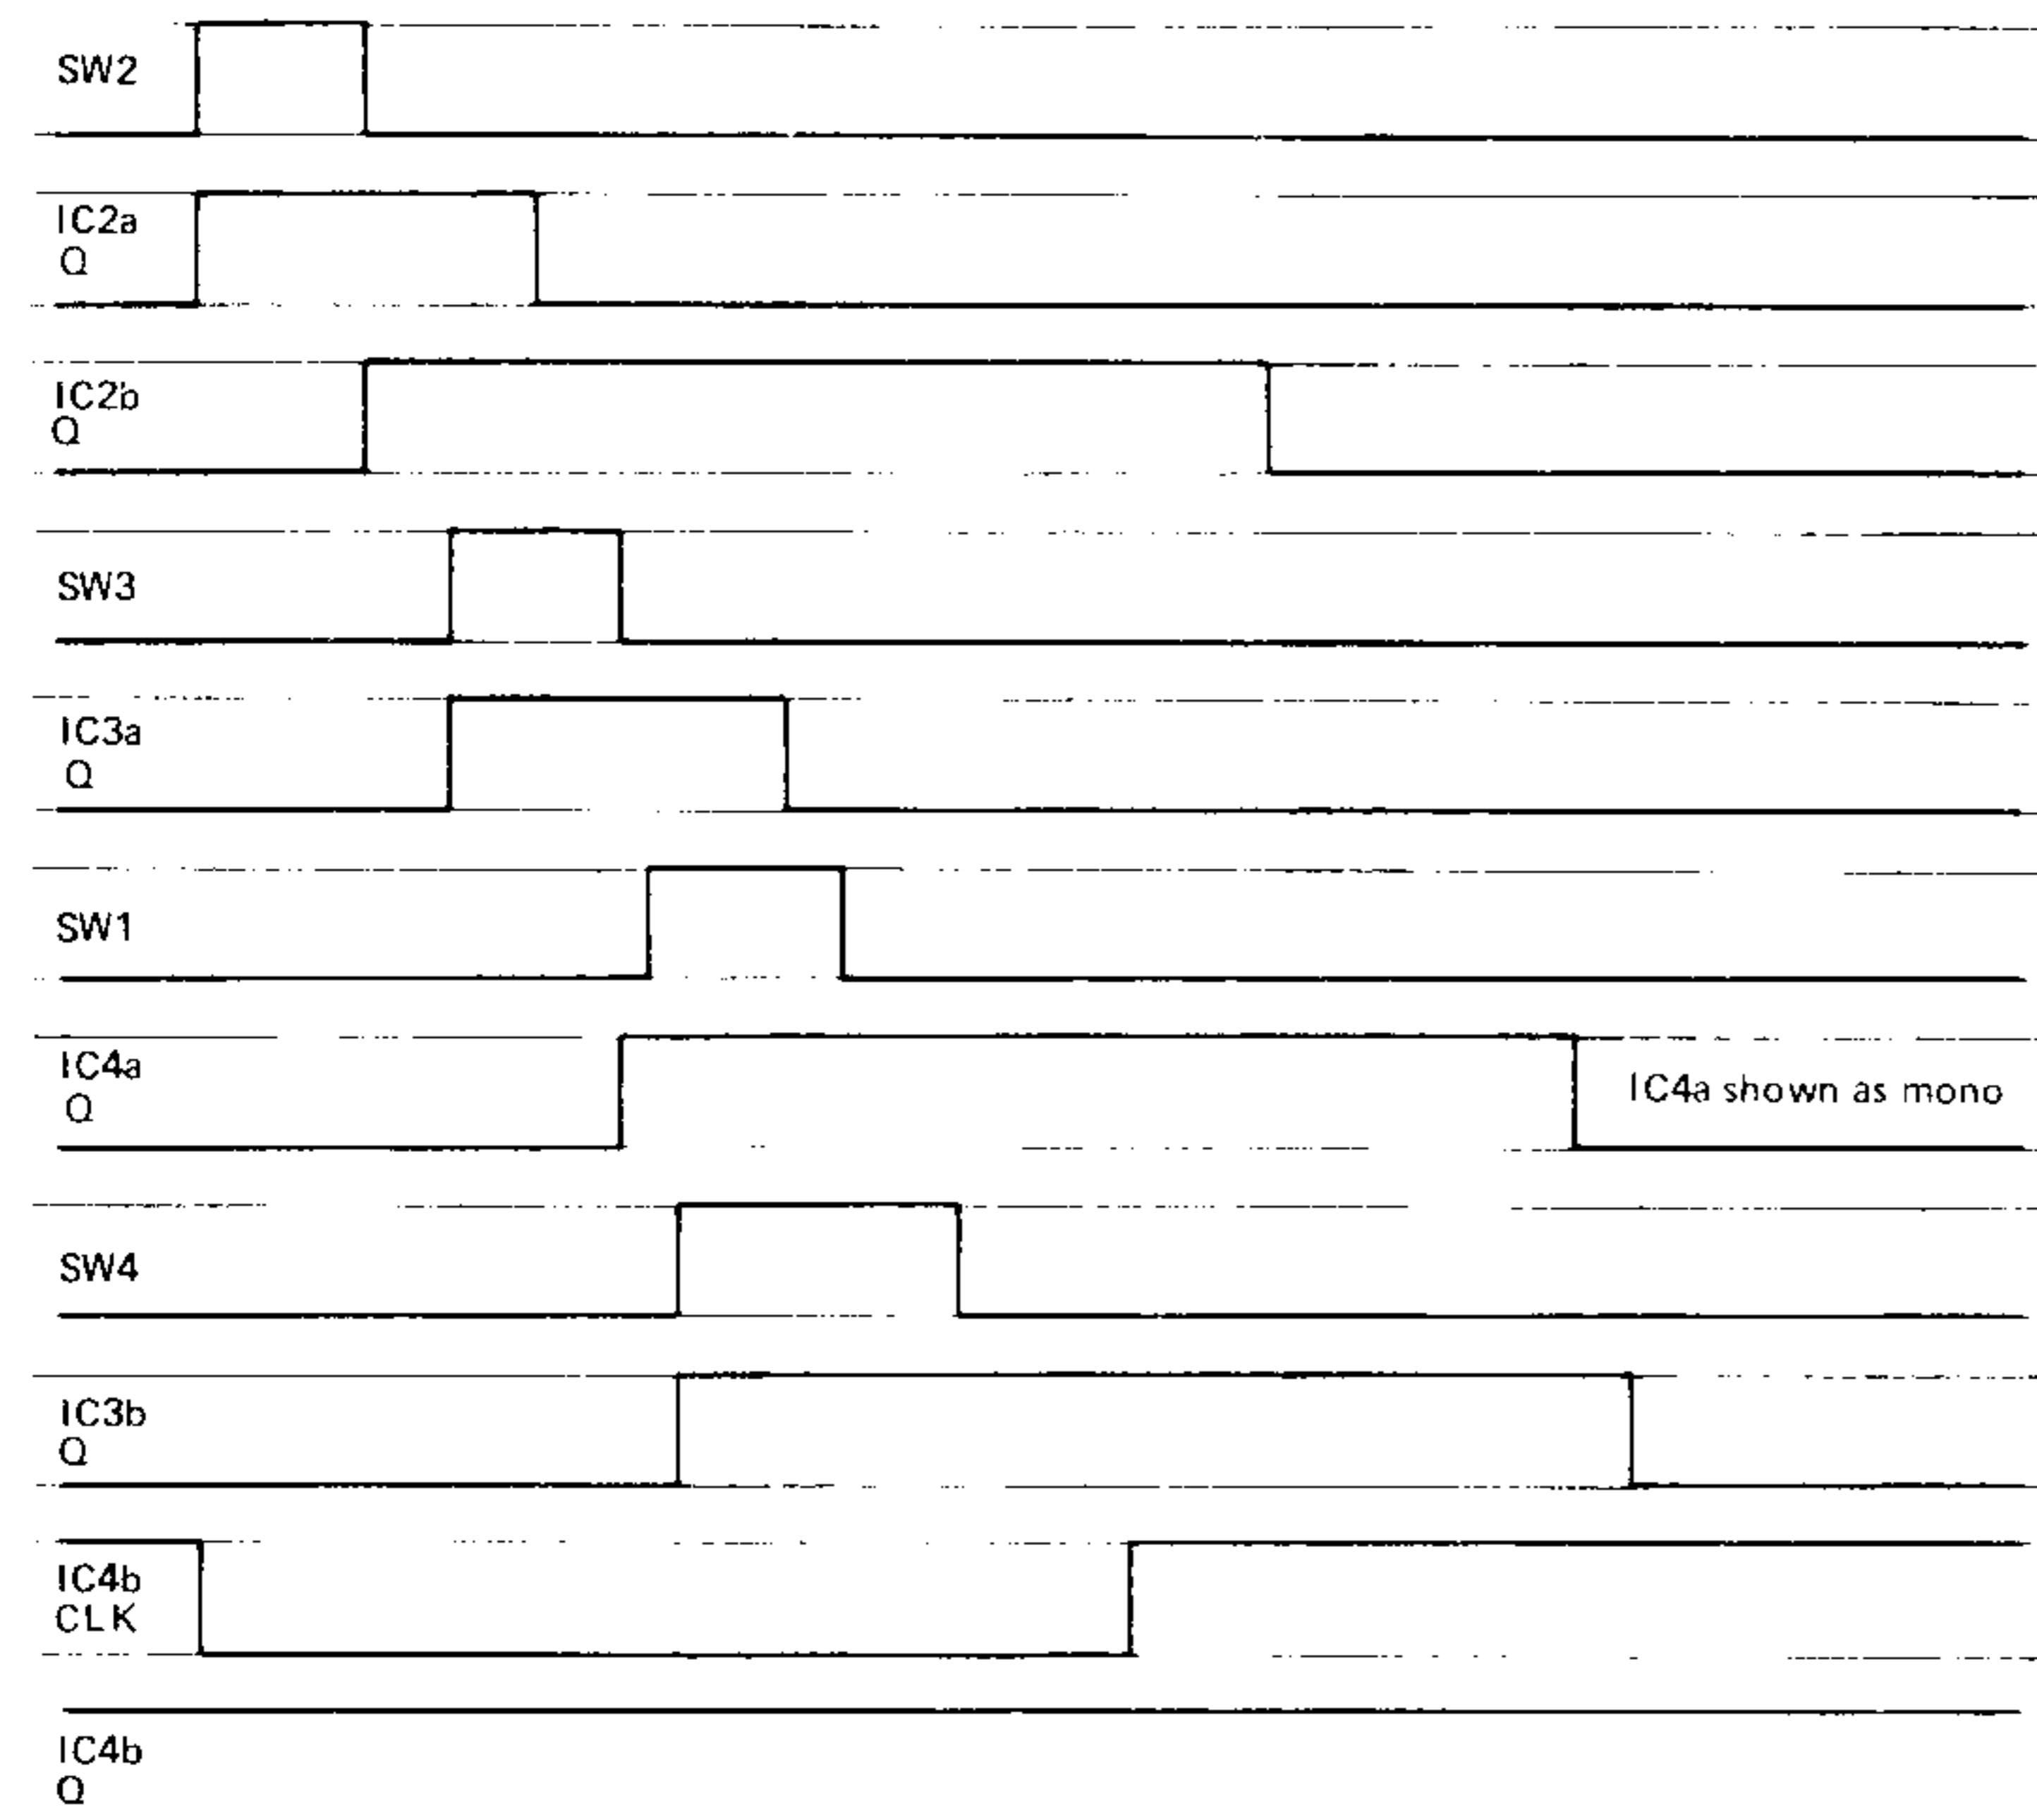 SW2
IC2a
Q
IC2b
Q
SW3
IC3a
Q
SW1
IC4a
Q
IC4a shown as mono
SW4
IC3b
Q
IC4b
CLK
IC4b
Q